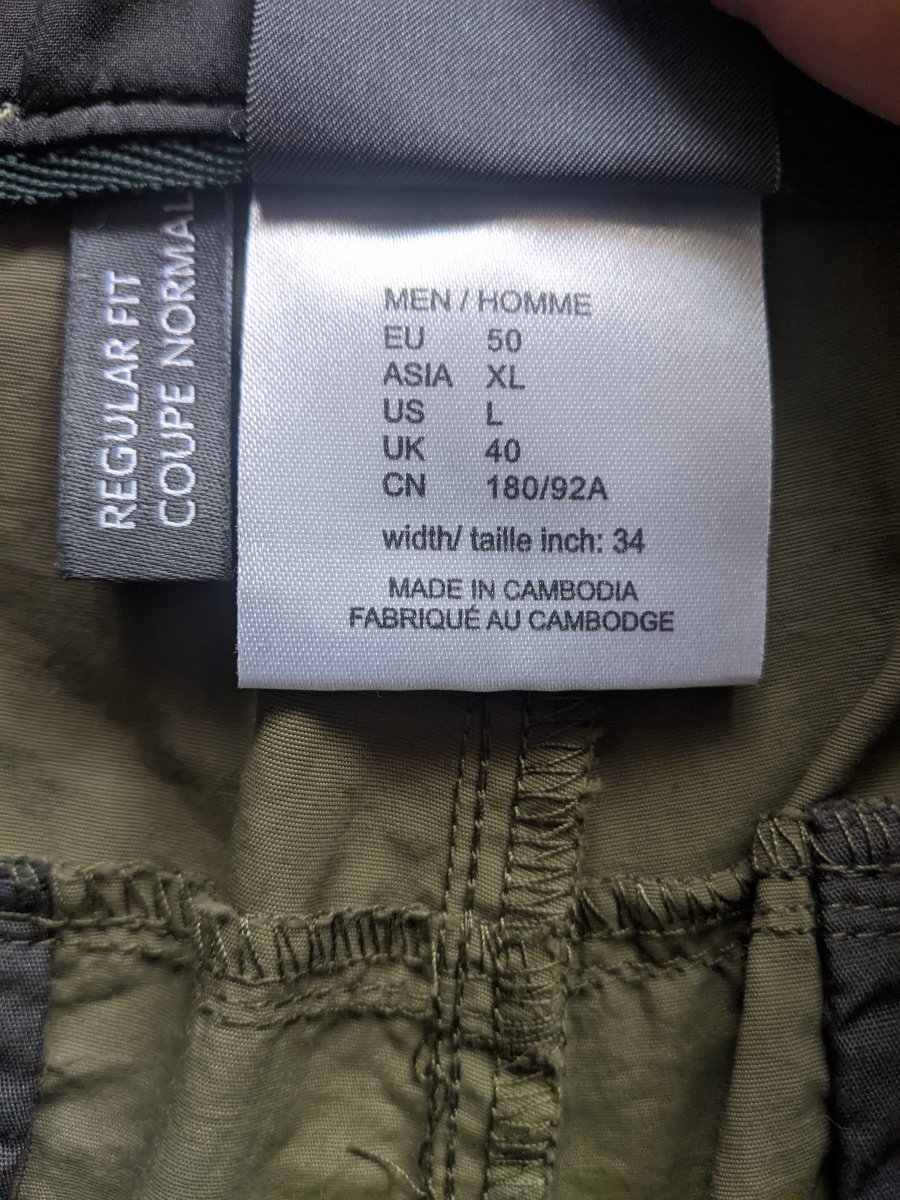 REGULAR FIT
COUPE NORMAL
MEN / HOMME
EU 50
ASIA XL
US L
UK 40
CN 180/92A
width/ taille inch: 34
MADE IN CAMBODIA
FABRIQUÉ AU CAMBODGE